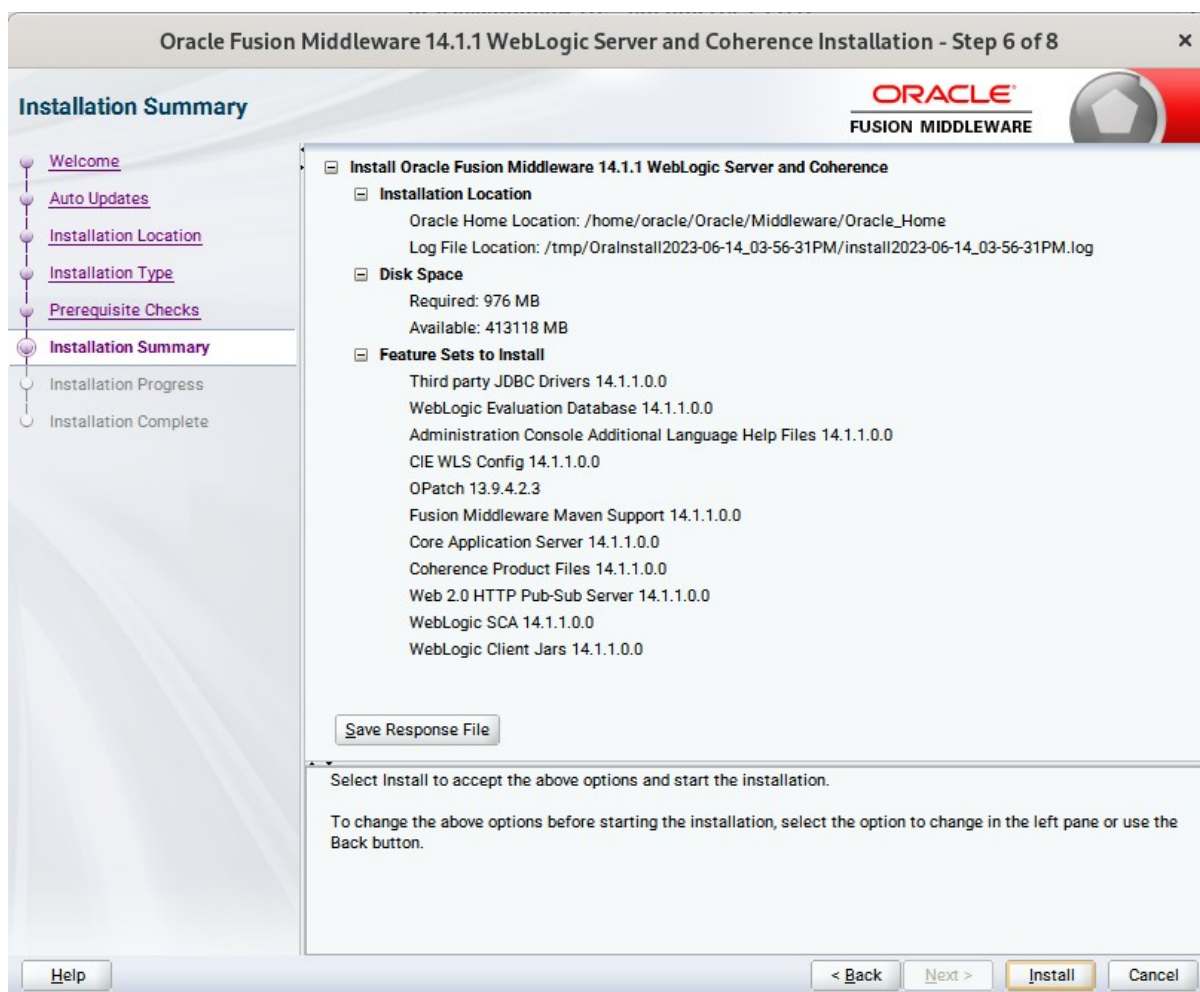 Oracle Fusion Middleware 14.1.1 WebLogic Server and Coherence Installation - Step 6 of 8
Installation Summary
ORACLE
FUSION MIDDLEWARE
Welcome
Auto Updates
Installation Location
Installation Type
Prerequisite Checks
Installation Summary
Installation Progress
Installation Complete
Install Oracle Fusion Middleware 14.1.1 WebLogic Server and Coherence
Installation Location
Oracle Home Location: /home/oracle/Oracle/Middleware/Oracle_Home
Log File Location: /tmp/OraInstall2023-06-14_03-56-31PM/install2023-06-14_03-56-31PM.log
Disk Space
Required: 976 MB
Available: 413118 MB
Feature Sets to Install
Third party JDBC Drivers 14.1.1.0.0
WebLogic Evaluation Database 14.1.1.0.0
Administration Console Additional Language Help Files 14.1.1.0.0
CIE WLS Config 14.1.1.0.0
OPatch 13.9.4.2.3
Fusion Middleware Maven Support 14.1.1.0.0
Core Application Server 14.1.1.0.0
Coherence Product Files 14.1.1.0.0
Web 2.0 HTTP Pub-Sub Server 14.1.1.0.0
WebLogic SCA 14.1.1.0.0
WebLogic Client Jars 14.1.1.0.0
Save Response File
Select Install to accept the above options and start the installation.
To change the above options before starting the installation, select the option to change in the left pane or use the
Back button.
Help
< Back
Next >
Install
Cancel